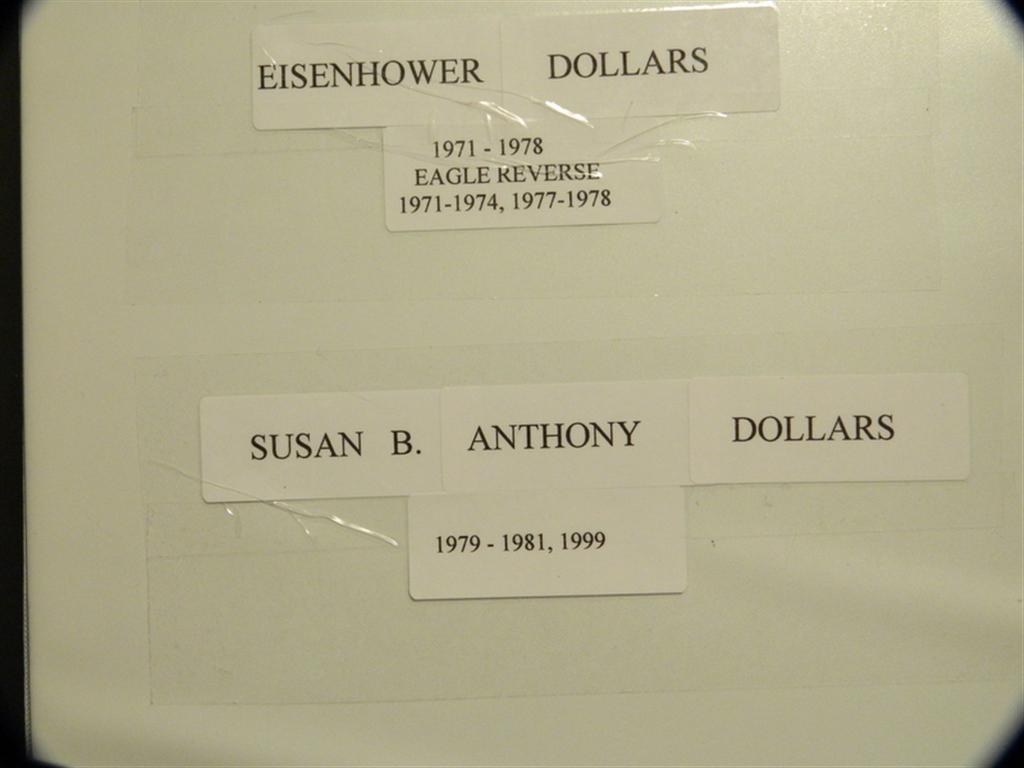 EISENHOWER DOLLARS
1971 - 1978
EAGLE REVERSE
1971-1974, 1977-1978
SUSAN B. ANTHONY DOLLARS
1979 - 1981, 1999